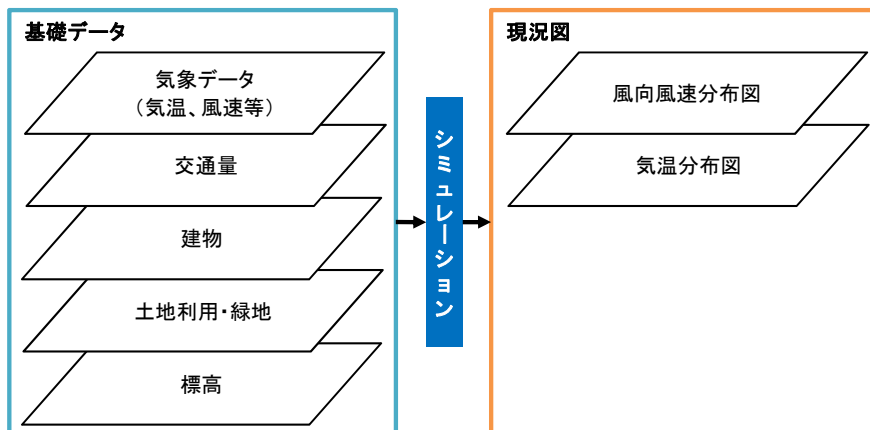 基礎データ
気象データ
（気温、風速等）
交通量
建物
土地利用・緑地
標高
シミュレーション
現況図
風向風速分布図
気温分布図